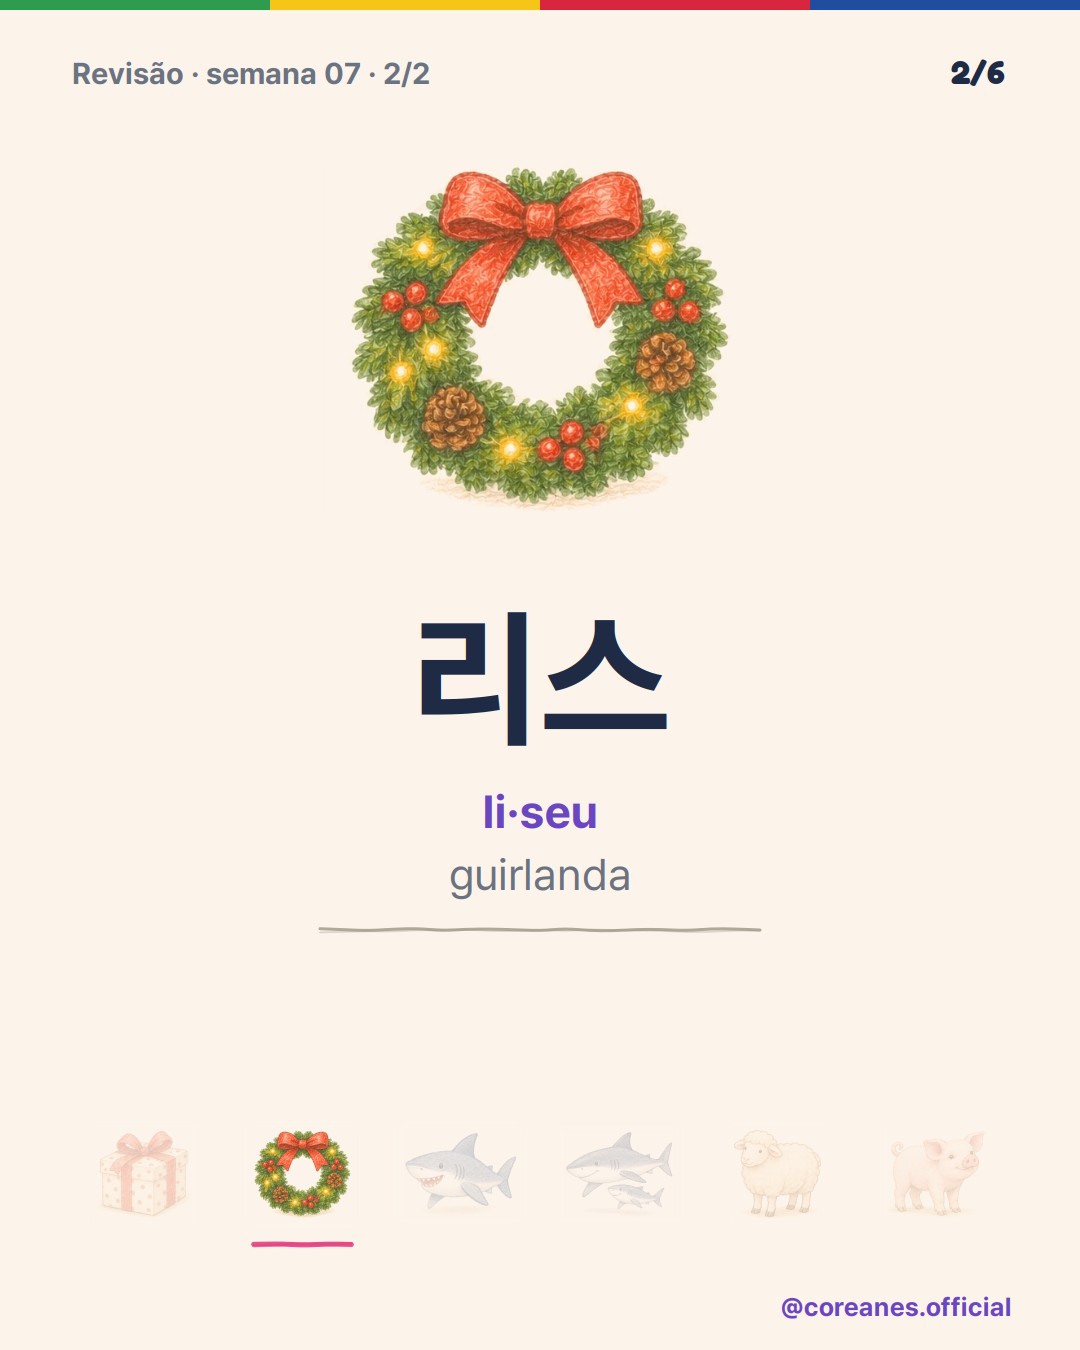 Revisão · semana 07 · 2/2
2/6
리스
li·seu
guirlanda
@coreanes.official